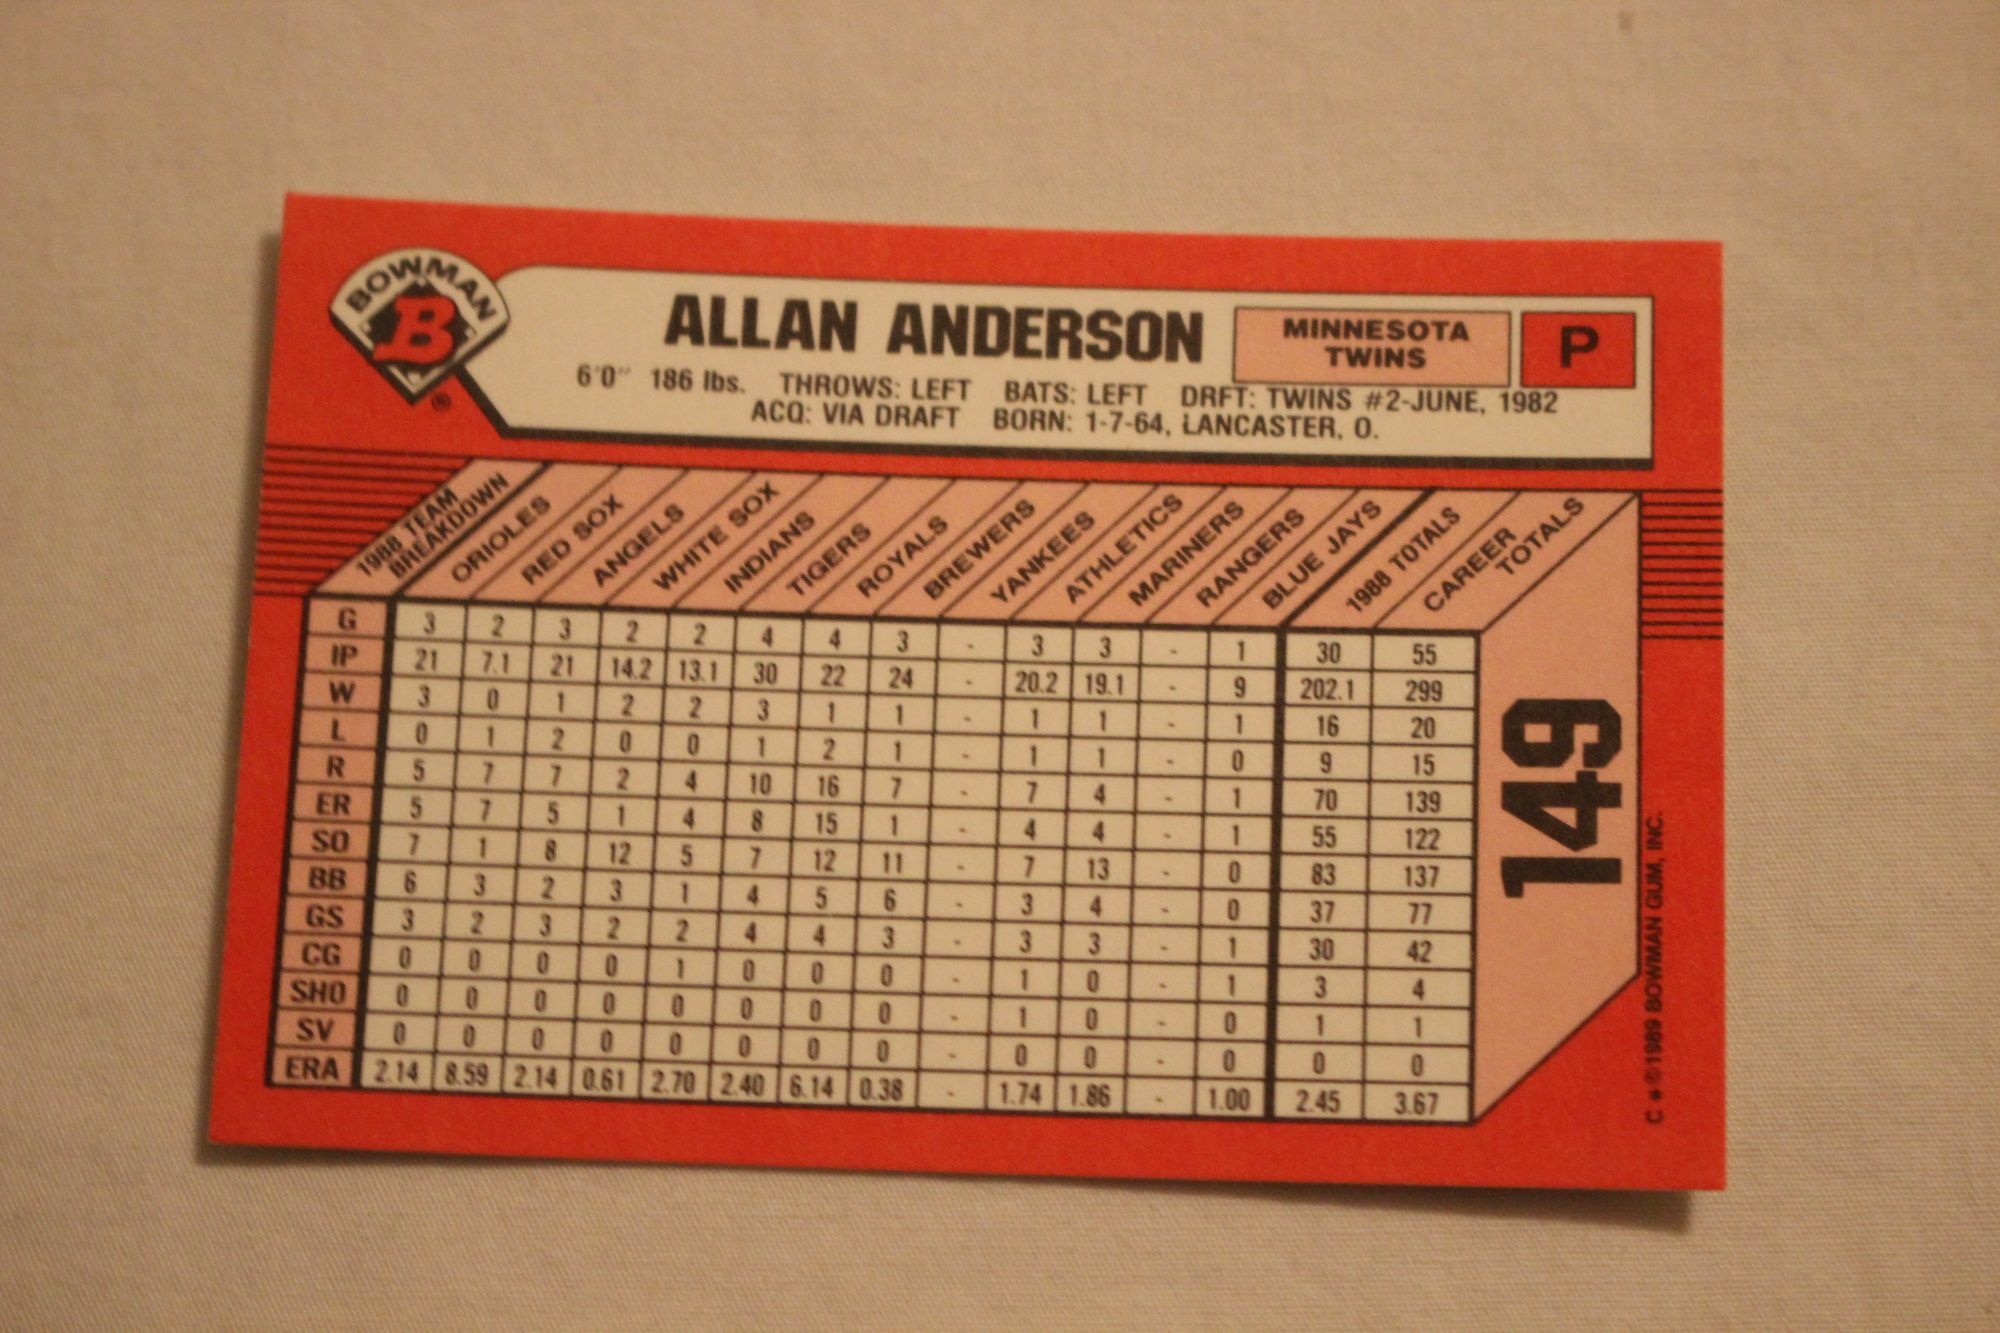 BOWMAN
B
®
ALLAN ANDERSON
MINNESOTA
TWINS
P
6'0" 186 lbs. THROWS: LEFT BATS: LEFT DRFT: TWINS #2-JUNE, 1982
ACQ: VIA DRAFT BORN: 1-7-64, LANCASTER, O.
1988 TEAM BREAKDOWN ORIOLES RED SOX ANGELS WHITE SOX INDIANS TIGERS ROYALS BREWERS YANKEES ATHLETICS MARINERS RANGERS BLUE JAYS 1988 TOTALS CAREER TOTALS
G 3 2 3 2 2 4 4 3 - 3 3 - 1 30 55
IP 21 7.1 21 14.2 13.1 30 22 24 - 20.2 19.1 - 9 202.1 299
W 3 0 1 2 2 3 1 1 - 1 1 - 1 16 20
L 0 1 2 0 0 1 2 1 - 1 1 - 0 9 15
R 5 7 7 2 4 10 16 7 - 7 4 - 1 70 139
ER 5 7 5 1 4 8 15 1 - 4 4 - 1 55 122
SO 7 1 8 12 5 7 12 11 - 7 13 - 0 83 137
BB 6 3 2 3 1 4 5 6 - 3 4 - 0 37 77
GS 3 2 3 2 2 4 4 3 - 3 3 - 1 30 42
CG 0 0 0 0 1 0 0 0 - 1 0 - 1 3 4
SHO 0 0 0 0 0 0 0 0 - 1 0 - 0 1 1
SV 0 0 0 0 0 0 0 0 - 0 0 - 0 0 0
ERA 2.14 8.59 2.14 0.61 2.70 2.40 6.14 0.38 - 1.74 1.86 - 1.00 2.45 3.67
149
C**©1989 BOWMAN GUM, INC.